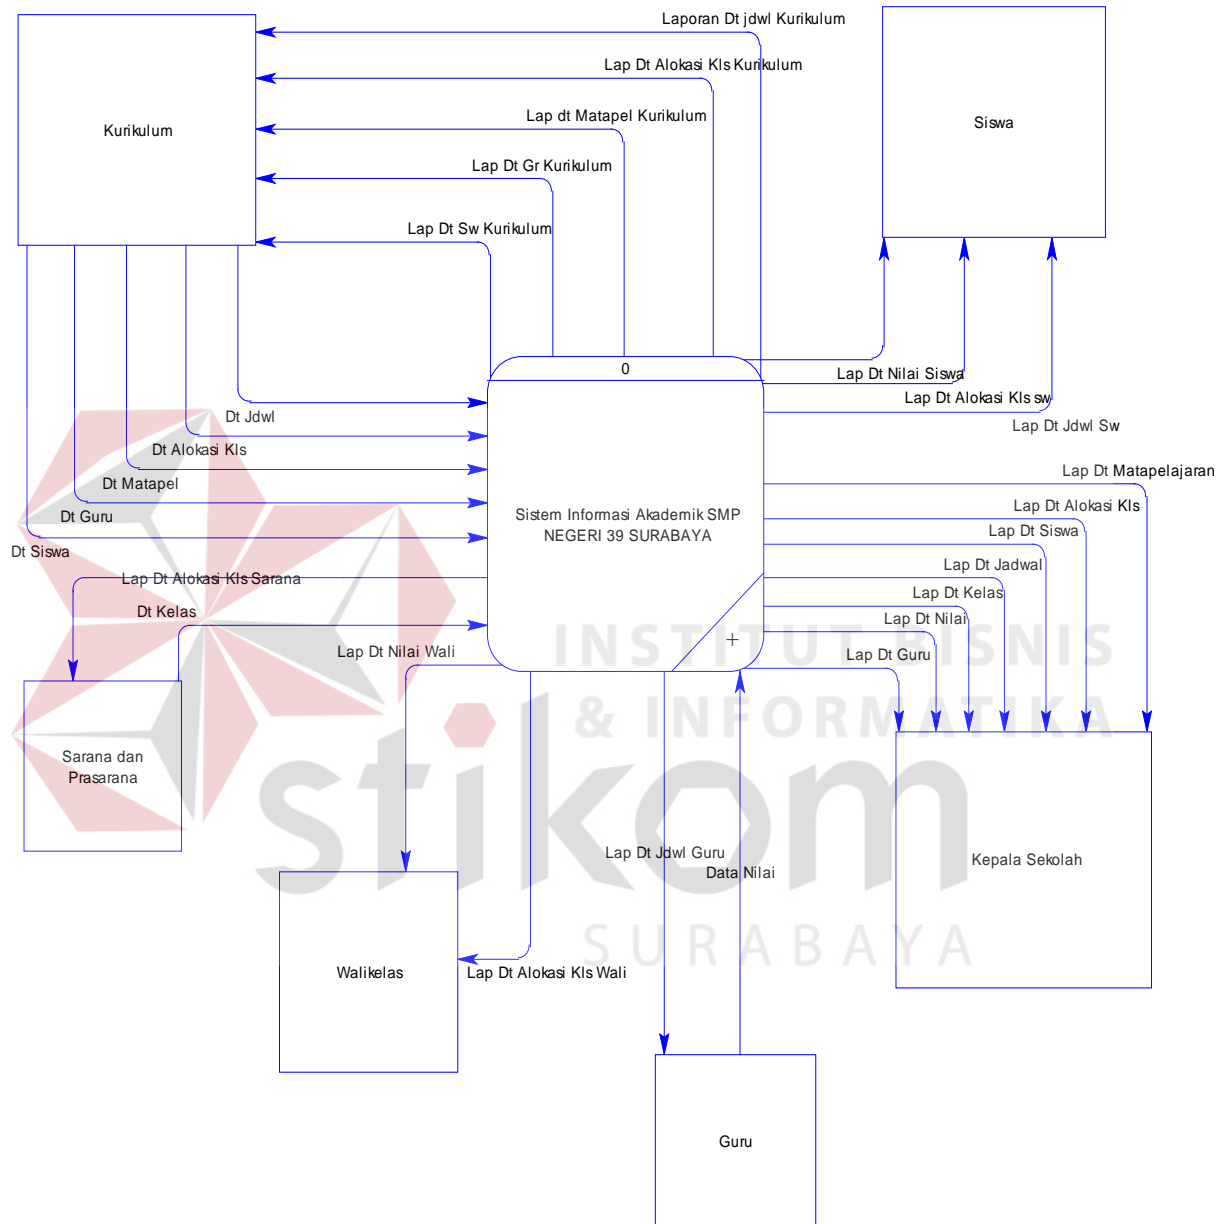 Laporan Dt jdwl Kurikulum
Lap Dt Alokasi Kls Kurikulum
Lap dt Matapel Kurikulum
Lap Dt Gr Kurikulum
Lap Dt Sw Kurikulum
Kurikulum
Siswa
0
Lap Dt Nilai Siswa
Lap Dt Alokasi Kls sw
Lap Dt Jdwl Sw
Dt Jdwl
Dt Alokasi Kls
Dt Matapel
Dt Guru
Dt Siswa
Sistem Informasi Akademik SMP
NEGERI 39 SURABAYA
+
Lap Dt Matapelajaran
Lap Dt Alokasi Kls
Lap Dt Siswa
Lap Dt Jadwal
Lap Dt Kelas
Lap Dt Nilai
Lap Dt Guru
Lap Dt Alokasi Kls Sarana
Dt Kelas
Lap Dt Nilai Wali
Sarana dan
Prasarana
Lap Dt Jdwl Guru
Data Nilai
Kepala Sekolah
Walikelas
Lap Dt Alokasi Kls Wali
Guru
INSTITUT BISNIS
& INFORMATIKA
stikom
SURABAYA